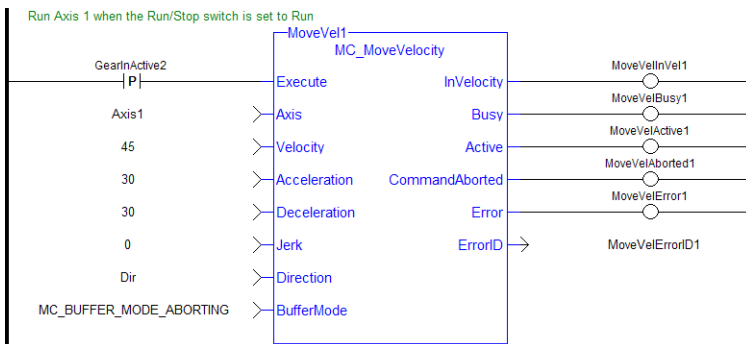 Run Axis 1 when the Run/Stop switch is set to Run
MoveVel1
MC_MoveVelocity
GearInActive2
P
Execute
InVelocity
MoveVelInVel1
Axis1
Axis
Busy
MoveVelBusy1
45
Velocity
Active
MoveVelActive1
30
Acceleration
CommandAborted
MoveVelAborted1
30
Deceleration
Error
MoveVelError1
0
Jerk
ErrorID
MoveVelErrorID1
Dir
Direction
MC_BUFFER_MODE_ABORTING
BufferMode